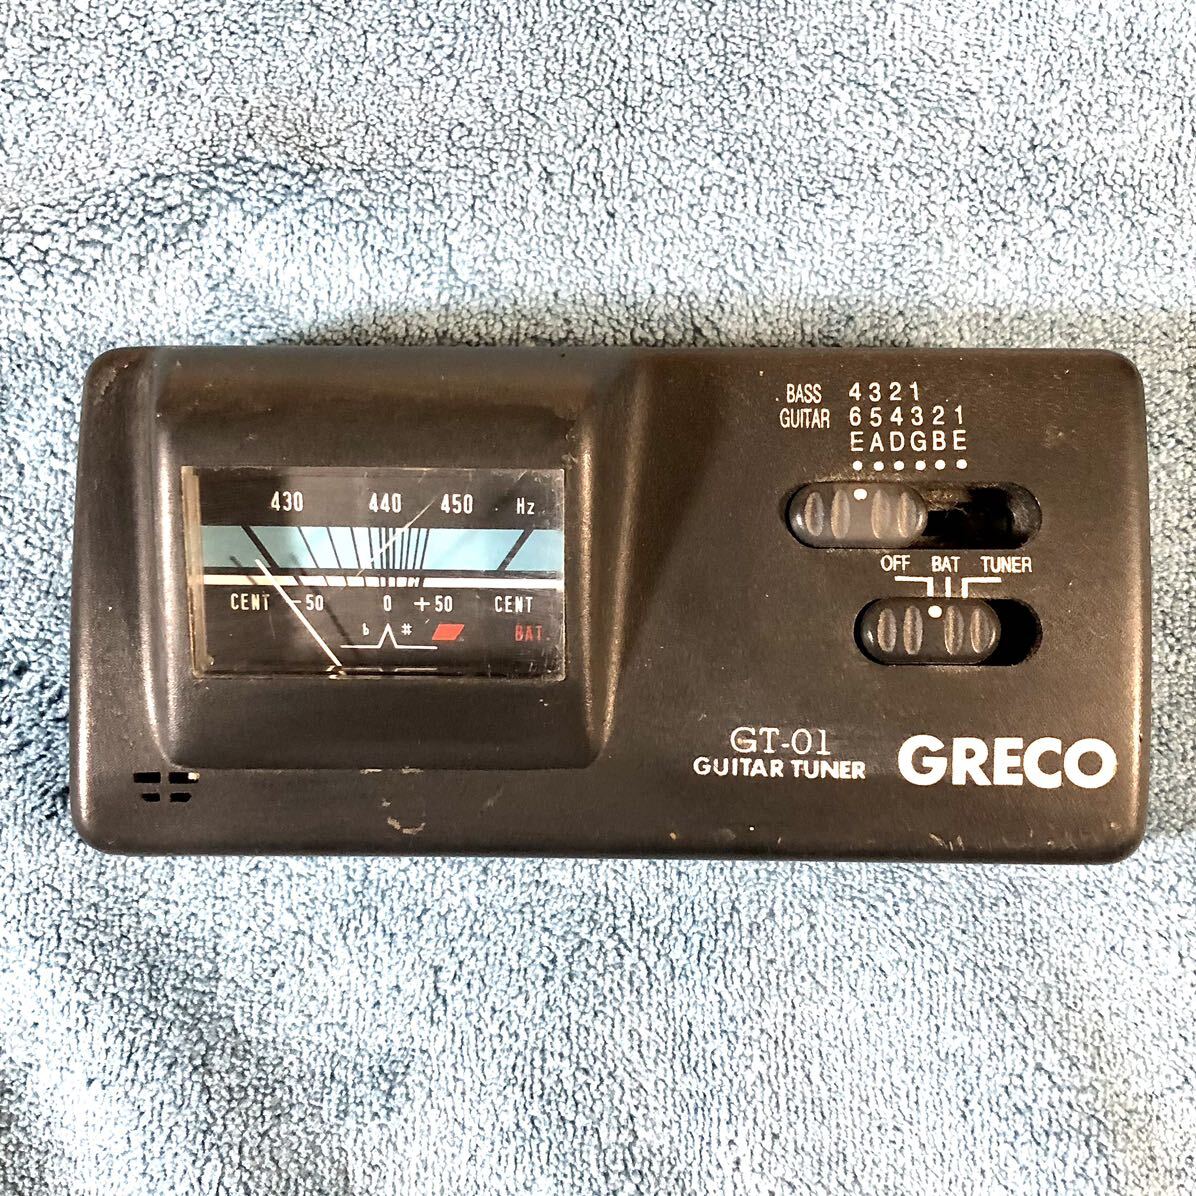 BASS 4321
GUITAR 654321
EADGBE
430 440 450 Hz
CENT -50 0 +50 CENT
b #
BAT.
OFF BAT TUNER
GT-01
GUITAR TUNER
GRECO